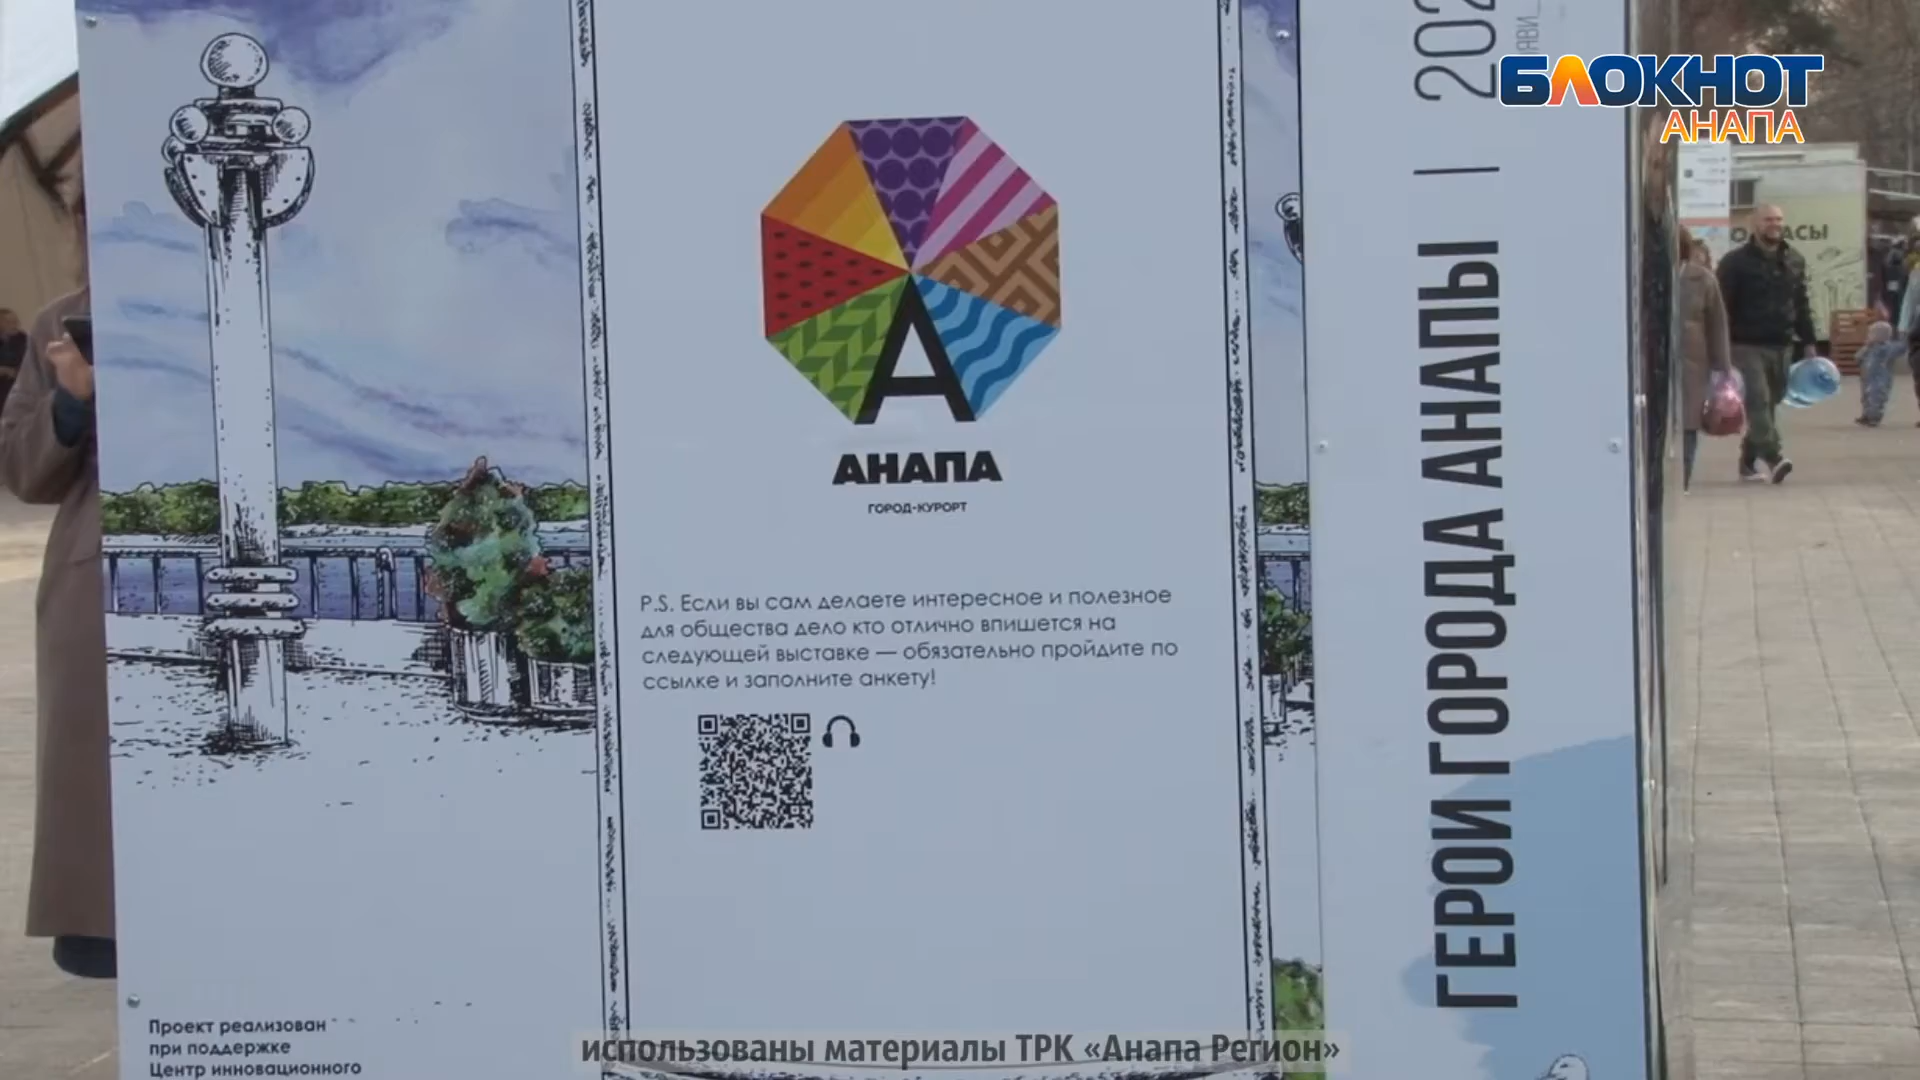 БЛОКНОТ
АНАПА
АНАПА
ГОРОД-КУРОРТ
P.S. Если вы сам делаете интересное и полезное
для общества дело кто отлично впишется на
следующей выставке — обязательно пройдите по
ссылке и заполните анкету!
ГЕРОИ ГОРОДА АНАПЫ | 202
Проект реализован
при поддержке
Центр инновационного
использованы материалы ТРК «Анапа Регион»